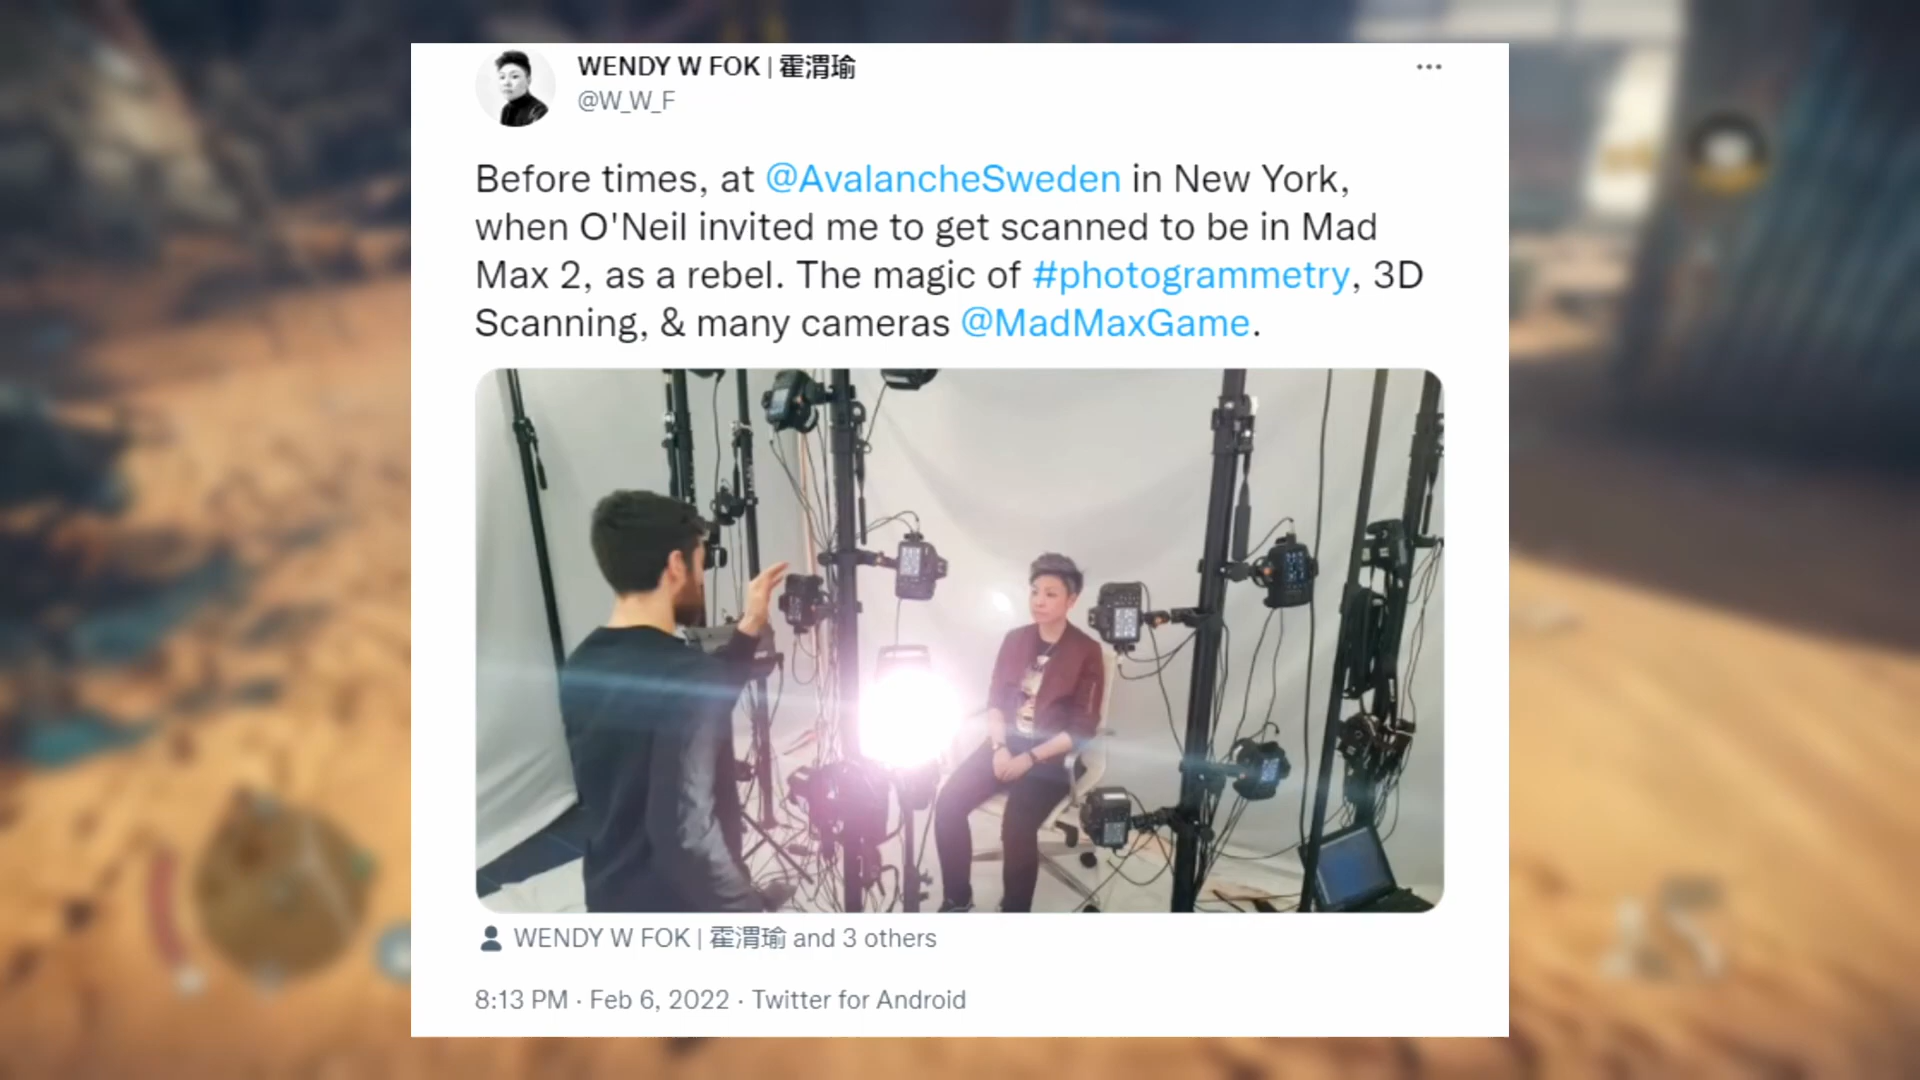 WENDY W FOK | 霍渭瑜
@W_W_F
Before times, at @AvalancheSweden in New York,
when O'Neil invited me to get scanned to be in Mad
Max 2, as a rebel. The magic of #photogrammetry, 3D
Scanning, & many cameras @MadMaxGame.
WENDY W FOK | 霍渭瑜 and 3 others
8:13 PM · Feb 6, 2022 · Twitter for Android